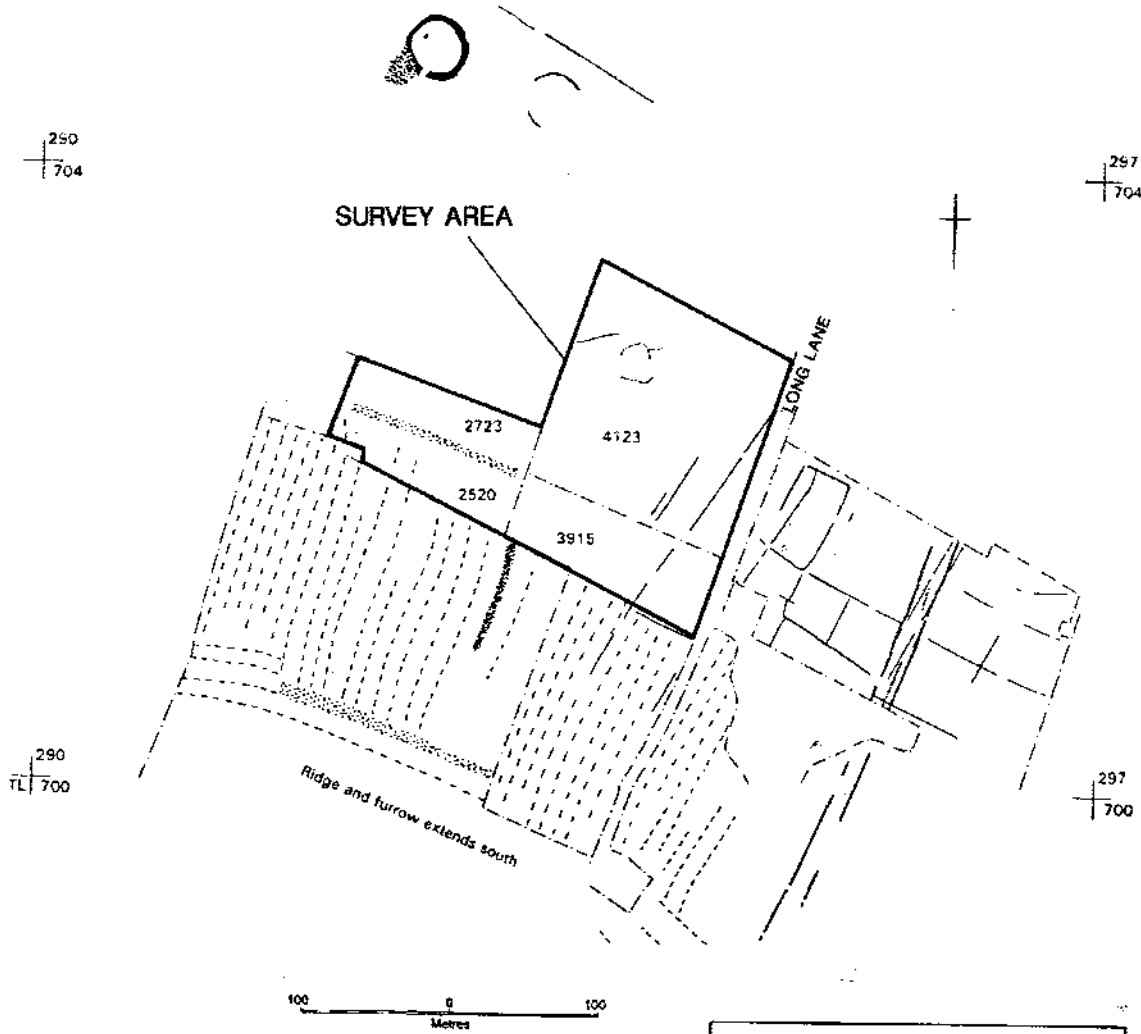 290
704
297
704
SURVEY AREA
LONG LANE
2723
4123
2520
3915
290
TL 700
297
700
Ridge and furrow extends south
100 0 100
Metres